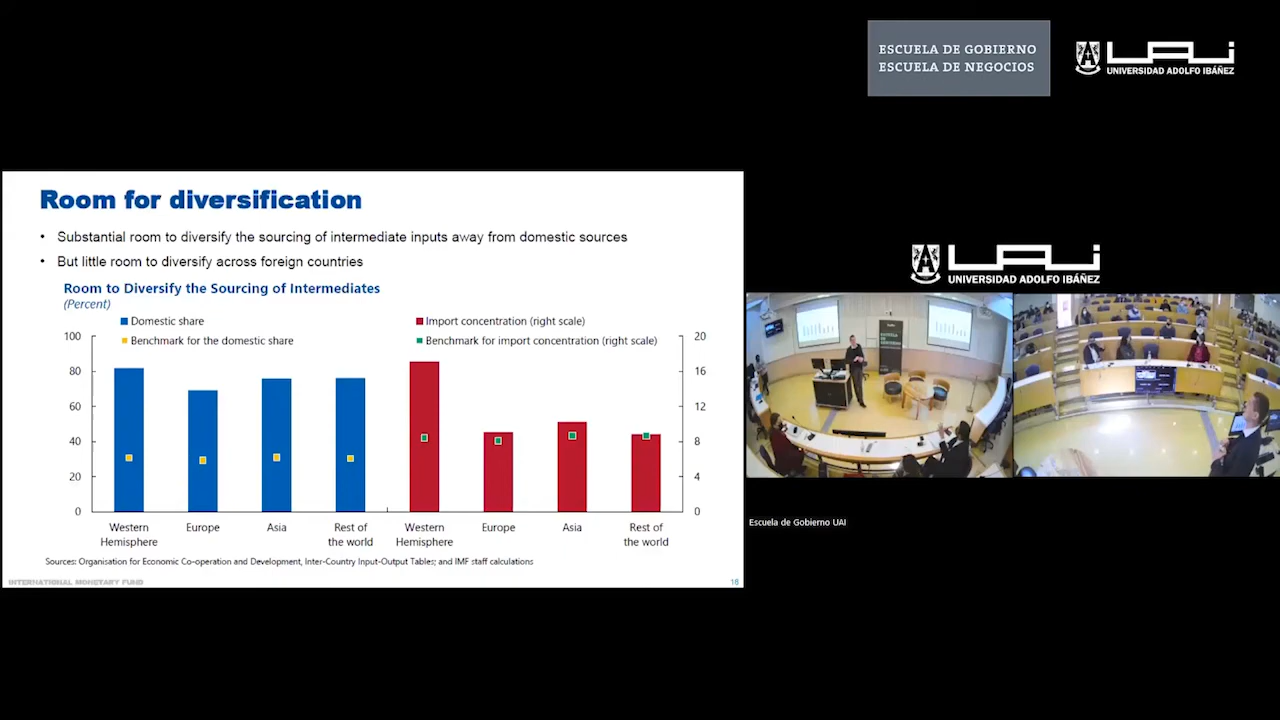 ESCUELA DE GOBIERNO
ESCUELA DE NEGOCIOS
UAI
UNIVERSIDAD ADOLFO IBÁÑEZ
Room for diversification
• Substantial room to diversify the sourcing of intermediate inputs away from domestic sources
• But little room to diversify across foreign countries
Room to Diversify the Sourcing of Intermediates
(Percent)
Domestic share
Benchmark for the domestic share
Import concentration (right scale)
Benchmark for import concentration (right scale)
100
80
60
40
20
0
20
16
12
8
4
0
Western Hemisphere
Europe
Asia
Rest of the world
Western Hemisphere
Europe
Asia
Rest of the world
Sources: Organisation for Economic Co-operation and Development, Inter-Country Input-Output Tables; and IMF staff calculations
INTERNATIONAL MONETARY FUND
16
UAI
UNIVERSIDAD ADOLFO IBÁÑEZ
Escuela de Gobierno UAI